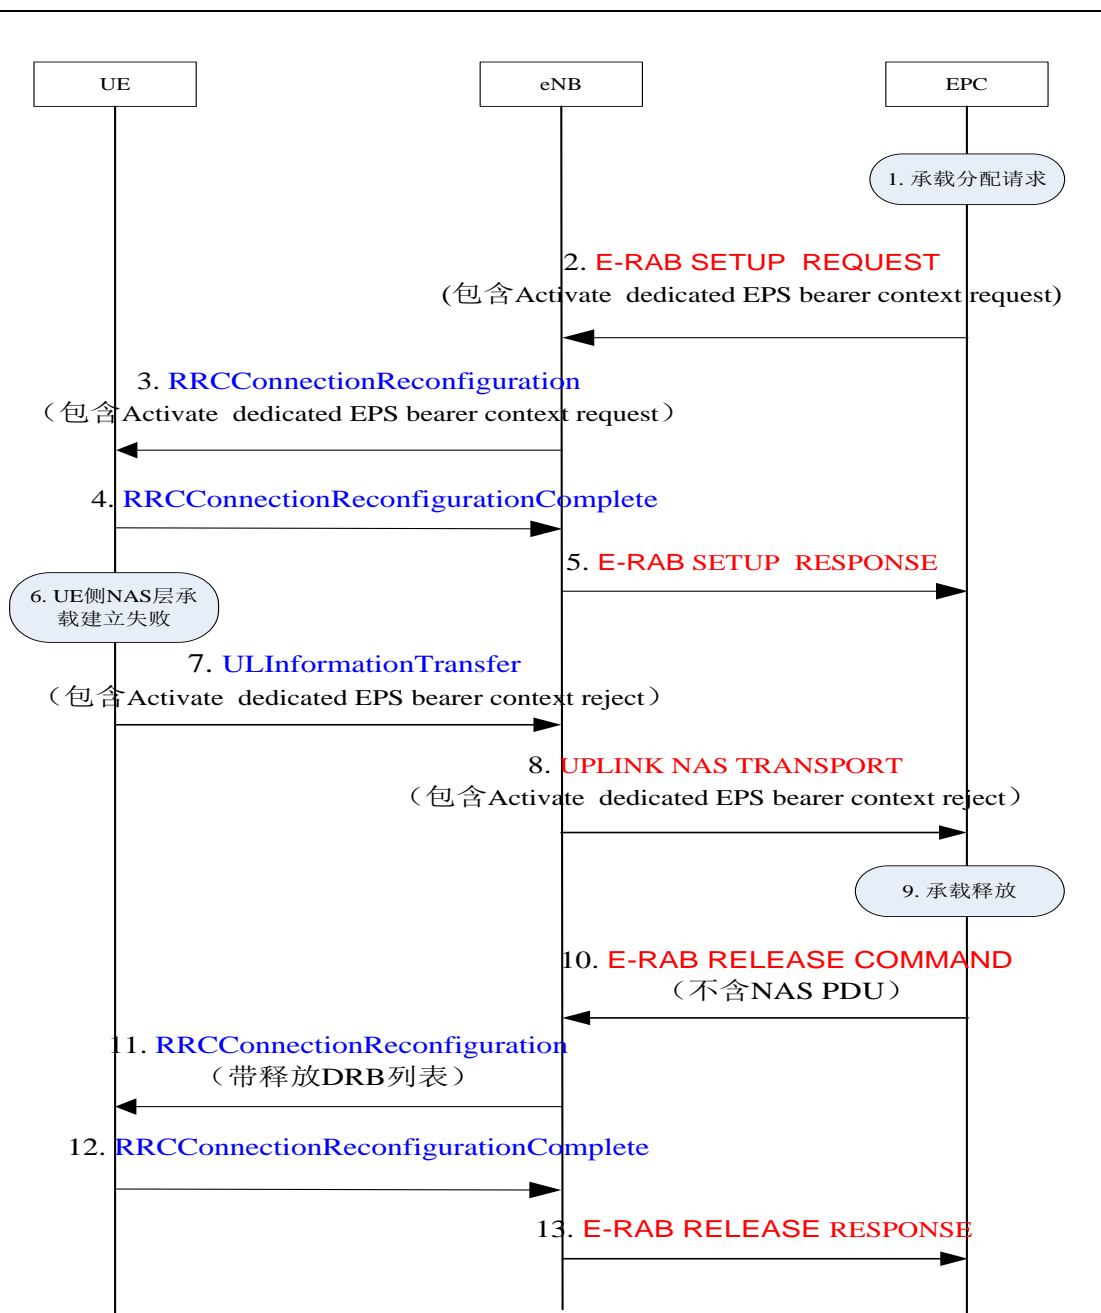 UE
eNB
EPC
1. 承载分配请求
2. E-RAB SETUP REQUEST
(包含Activate dedicated EPS bearer context request)
3. RRCConnectionReconfiguration
（包含Activate dedicated EPS bearer context request）
4. RRCConnectionReconfigurationComplete
5. E-RAB SETUP RESPONSE
6. UE侧NAS层承
载建立失败
7. ULInformationTransfer
（包含Activate dedicated EPS bearer context reject）
8. UPLINK NAS TRANSPORT
（包含Activate dedicated EPS bearer context reject）
9. 承载释放
10. E-RAB RELEASE COMMAND
（不含NAS PDU）
11. RRCConnectionReconfiguration
（带释放DRB列表）
12. RRCConnectionReconfigurationComplete
13. E-RAB RELEASE RESPONSE